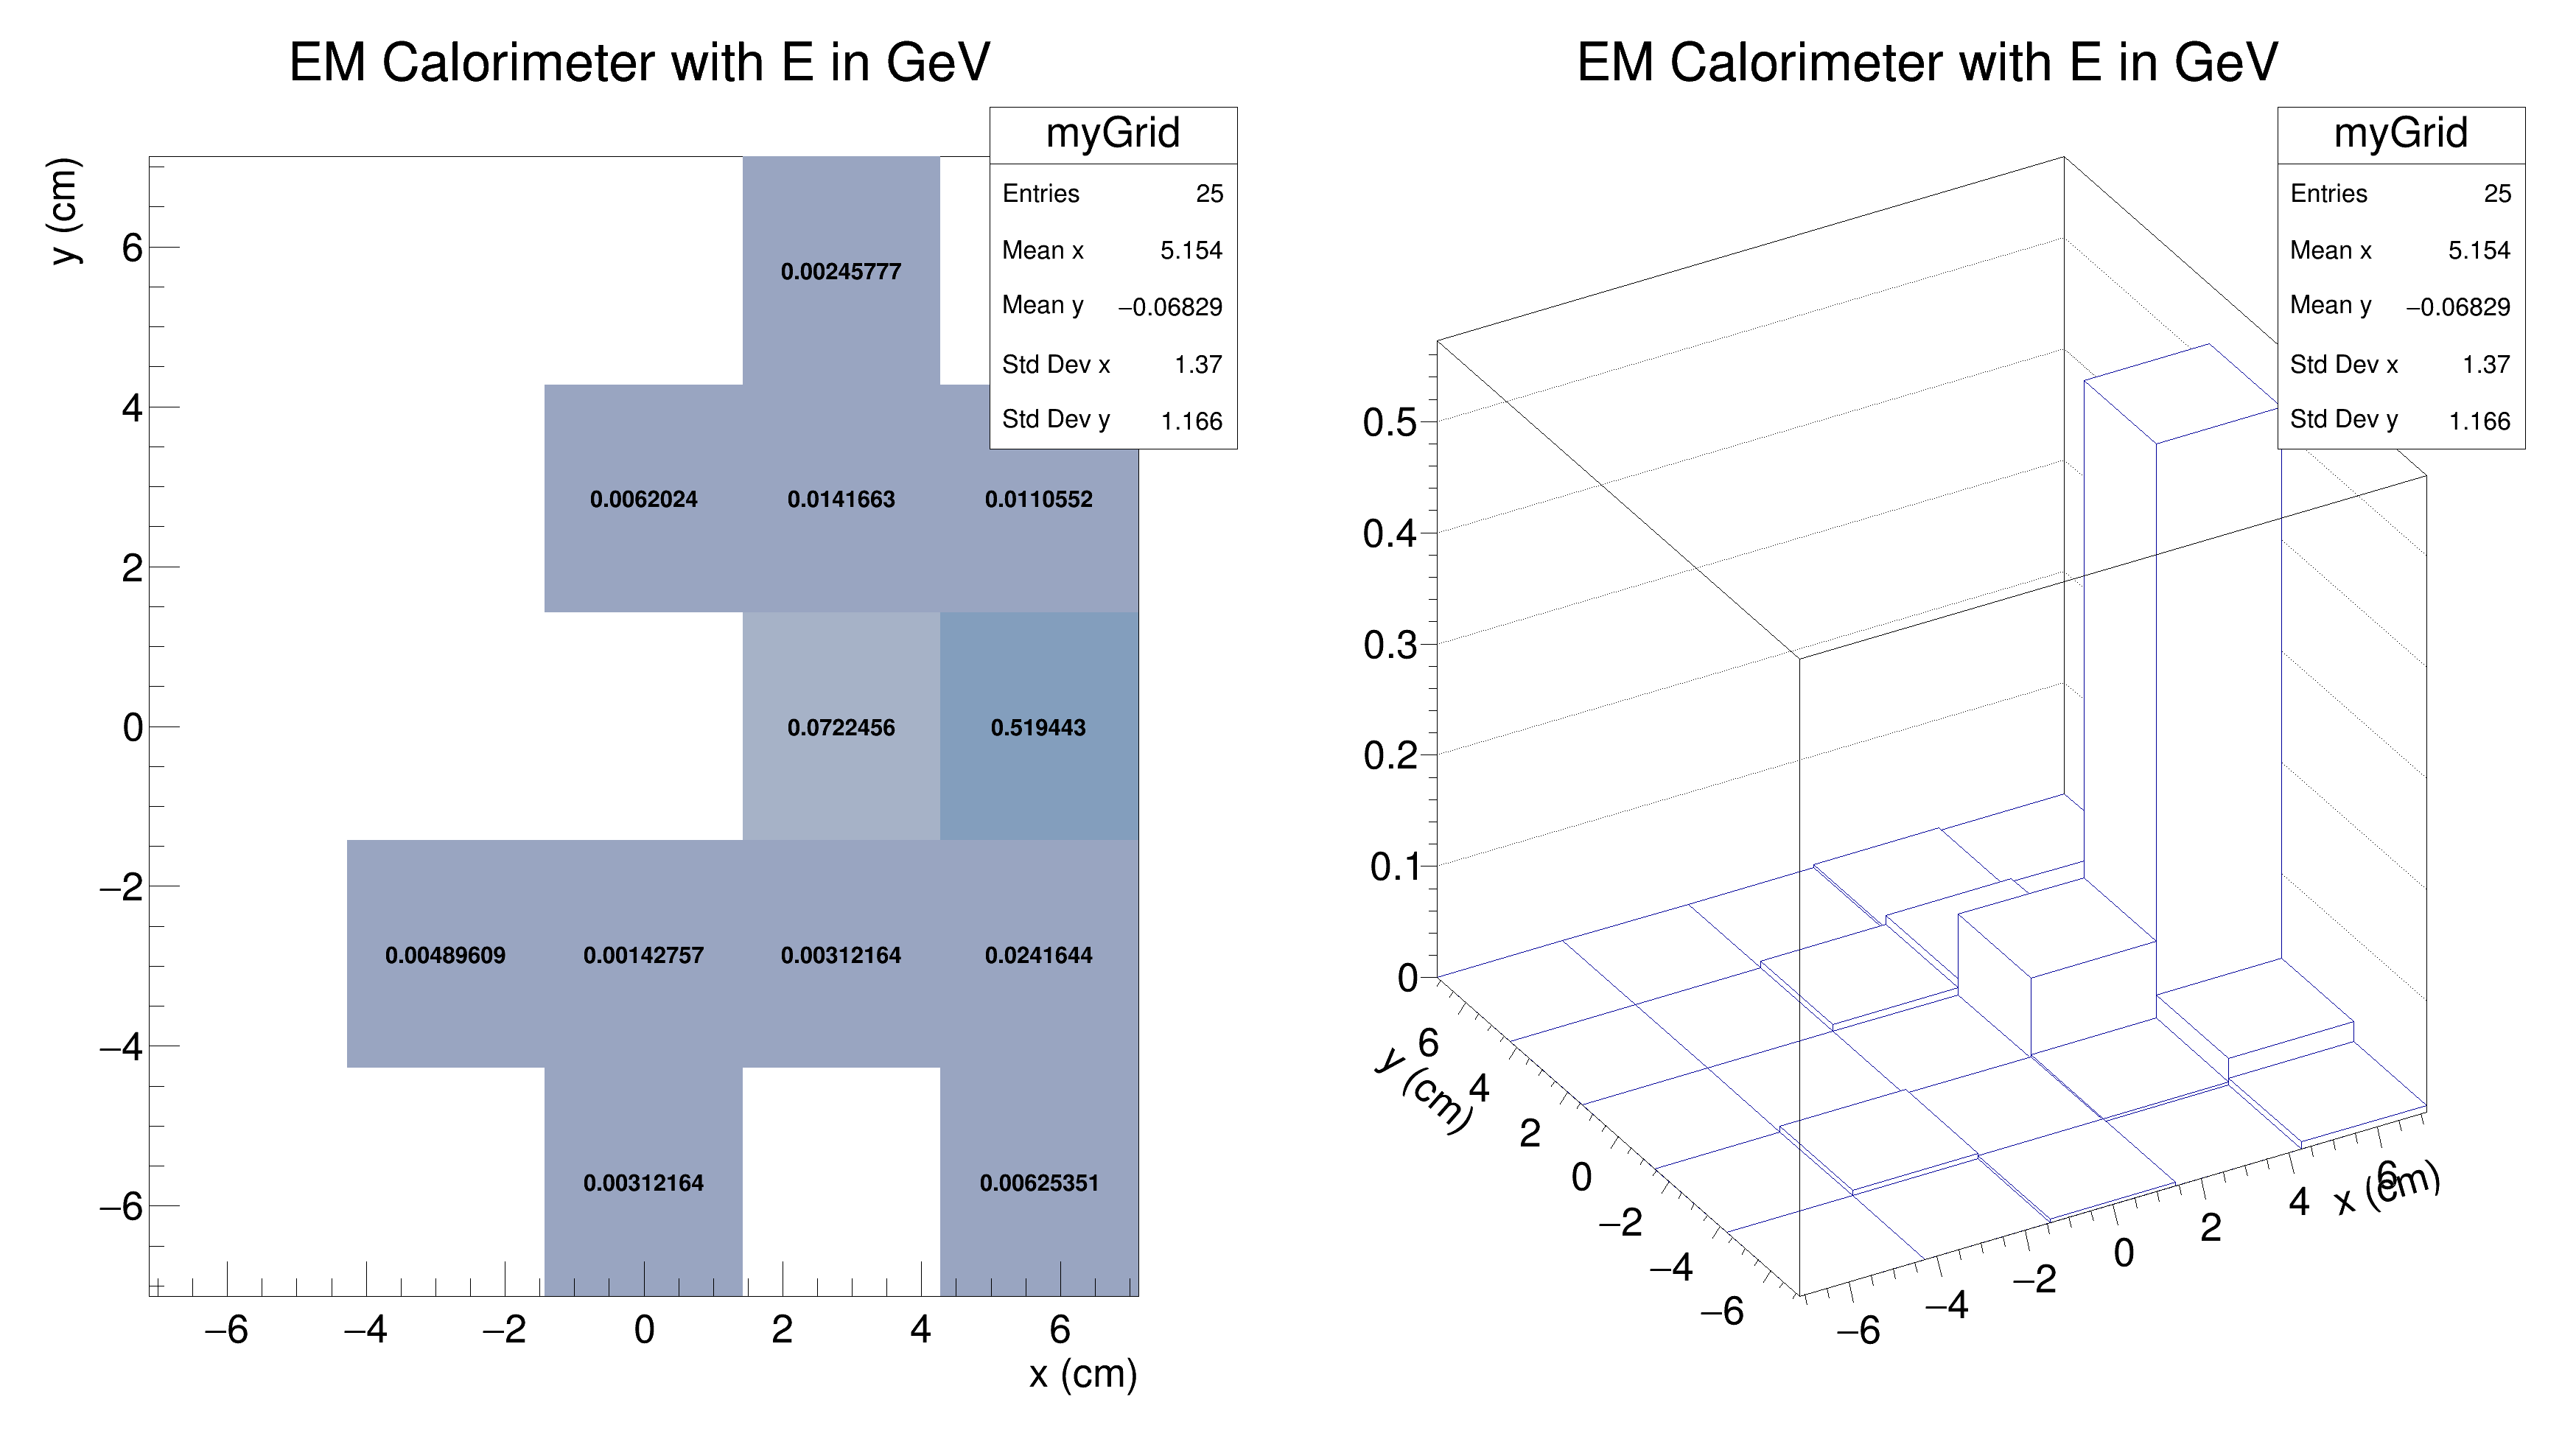 EM Calorimeter with E in GeV
myGrid
Entries 25
Mean x 5.154
Mean y −0.06829
Std Dev x 1.37
Std Dev y 1.166
y (cm)
6
4
2
0
−2
−4
−6
0.00245777
0.0062024 0.0141663 0.0110552
0.0722456 0.519443
0.00489609 0.00142757 0.00312164 0.0241644
0.00312164 0.00625351
−6 −4 −2 0 2 4 6
x (cm)
EM Calorimeter with E in GeV
myGrid
Entries 25
Mean x 5.154
Mean y −0.06829
Std Dev x 1.37
Std Dev y 1.166
0.5
0.4
0.3
0.2
0.1
0
6
4
2
0
−2
−4
−6
y (cm)
−6
−4
−2
0
2
4
6
x (cm)